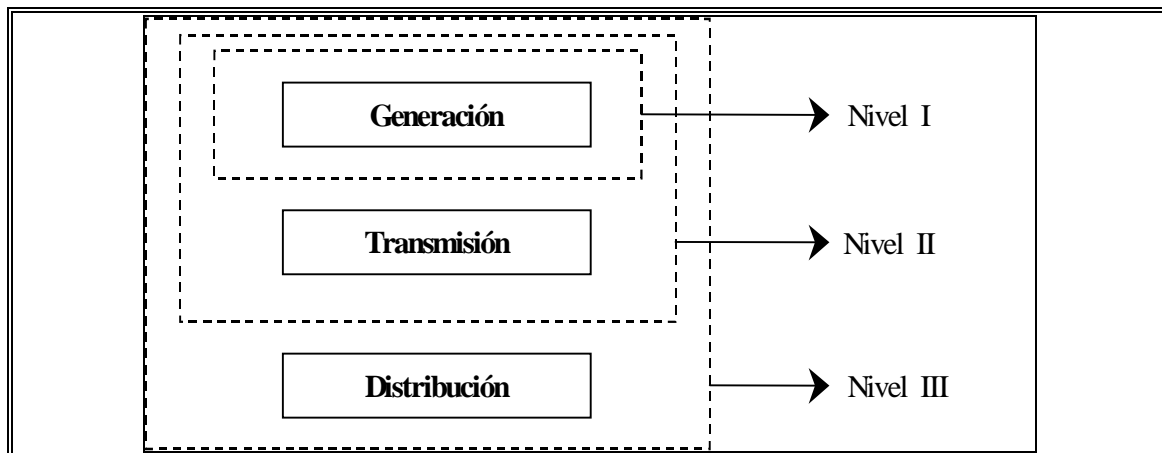 Generación
Nivel I
Transmisión
Nivel II
Distribución
Nivel III